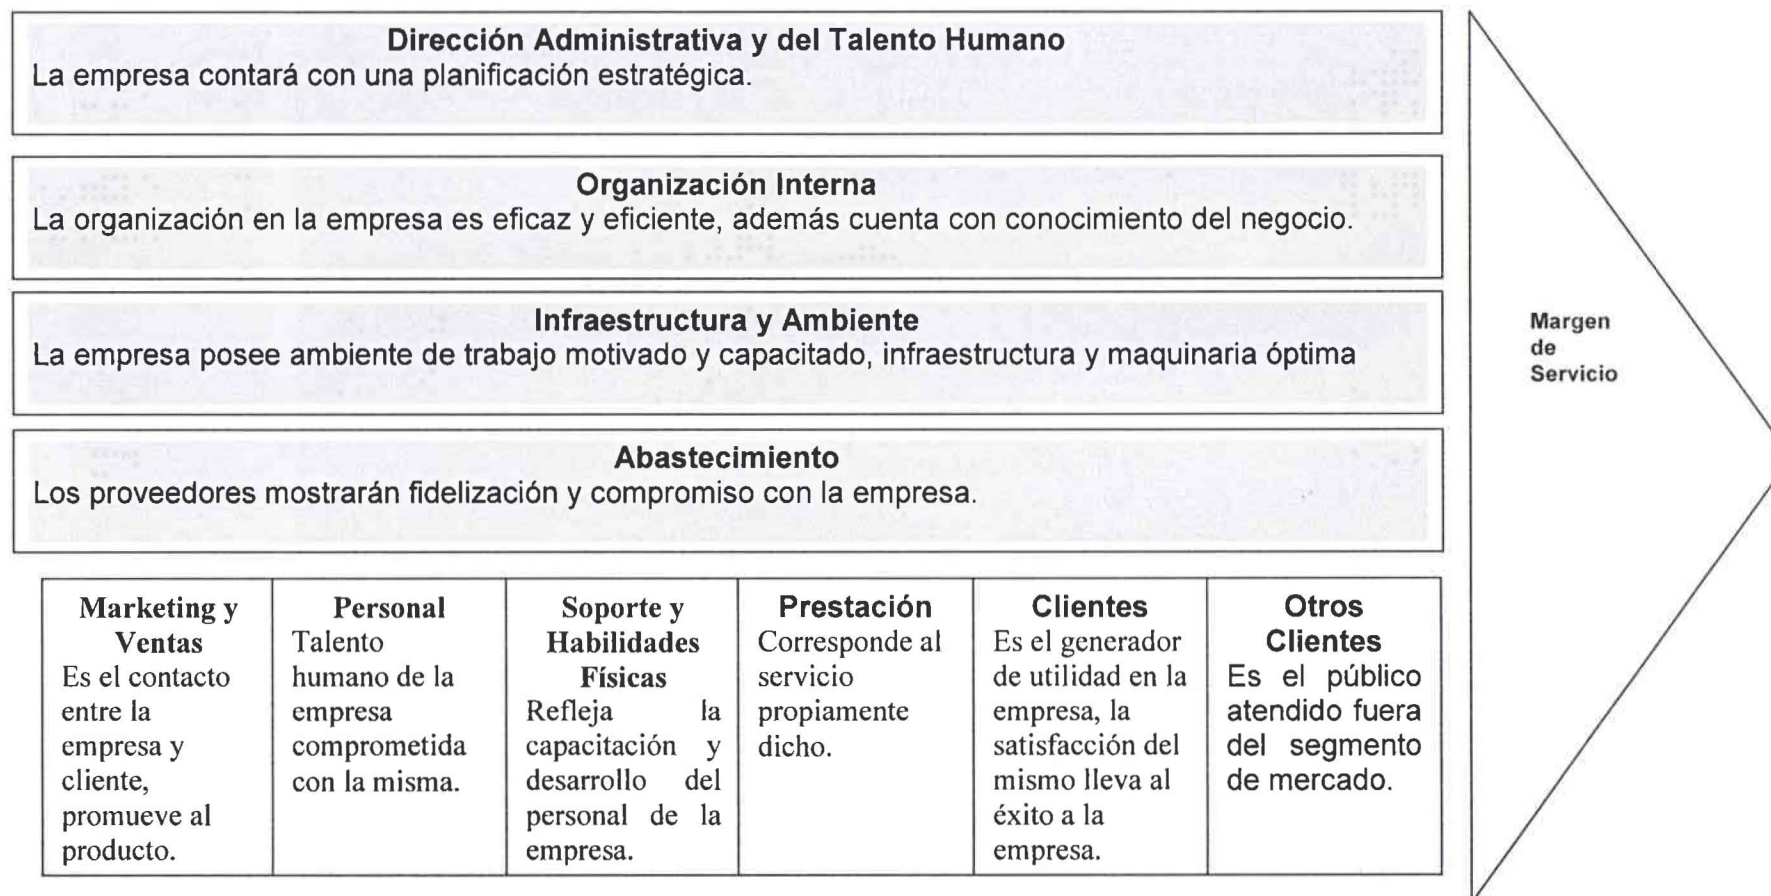 Dirección Administrativa y del Talento Humano
La empresa contará con una planificación estratégica.
Organización Interna
La organización en la empresa es eficaz y eficiente, además cuenta con conocimiento del negocio.
Infraestructura y Ambiente
La empresa posee ambiente de trabajo motivado y capacitado, infraestructura y maquinaria óptima
Abastecimiento
Los proveedores mostrarán fidelización y compromiso con la empresa.
Marketing y
Ventas
Es el contacto
entre la
empresa y
cliente,
promueve al
producto.
Personal
Talento
humano de la
empresa
comprometida
con la misma.
Soporte y
Habilidades
Físicas
Refleja la
capacitación y
desarrollo del
personal de la
empresa.
Prestación
Corresponde al
servicio
propiamente
dicho.
Clientes
Es el generador
de utilidad en la
empresa, la
satisfacción del
mismo lleva al
éxito a la
empresa.
Otros
Clientes
Es el público
atendido fuera
del segmento
de mercado.
Margen
de
Servicio